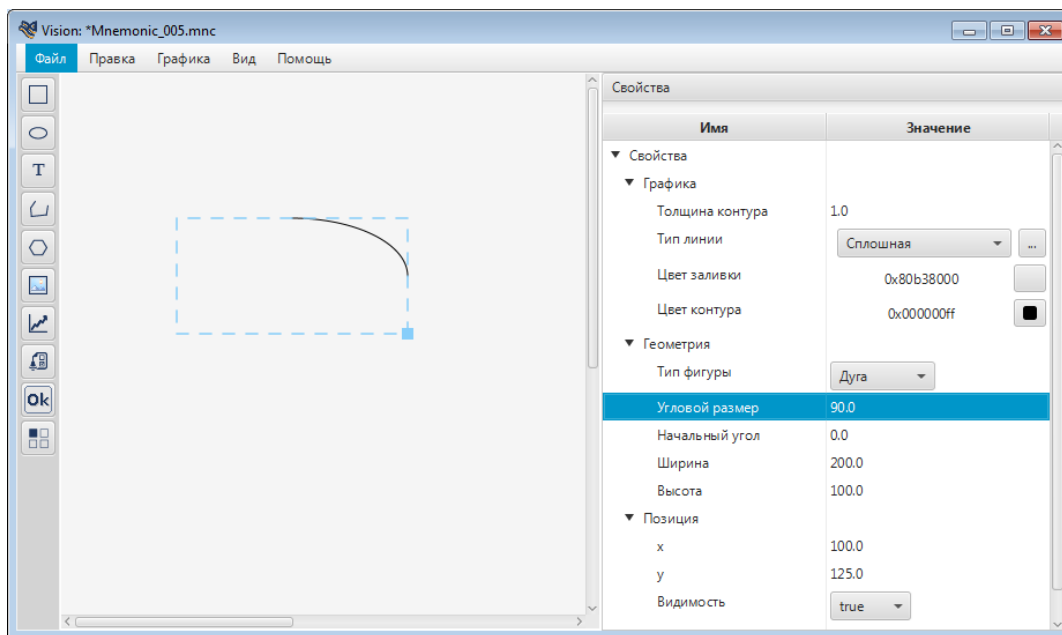 Vision: *Mnemonic_005.mnc
Файл Правка Графика Вид Помощь
T
Ok
Свойства
Имя Значение
Свойства
Графика
Толщина контура 1.0
Тип линии Сплошная ...
Цвет заливки 0x80b38000
Цвет контура 0x000000ff
Геометрия
Тип фигуры Дуга
Угловой размер 90.0
Начальный угол 0.0
Ширина 200.0
Высота 100.0
Позиция
x 100.0
y 125.0
Видимость true